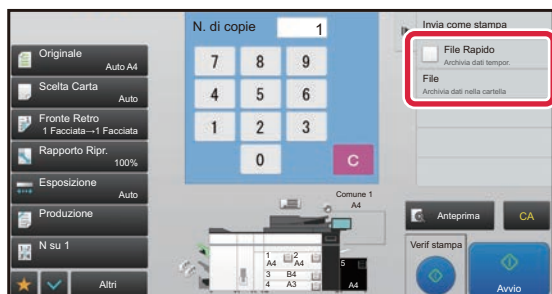 N. di copie 1
Invia come stampa
Originale
Auto A4
File Rapido
Archivia dati tempor.
File
Archivia dati nella cartella
Scelta Carta
Auto
Fronte Retro
1 Facciata→1 Facciata
Rapporto Ripr.
100%
Esposizione
Auto
Produzione
N su 1
Altri
7 8 9
4 5 6
1 2 3
0 C
Comune 1
A4
1 A4 2 A4
3 B4
4 A3
5 A4
Anteprima CA
Verif stampa
Avvio